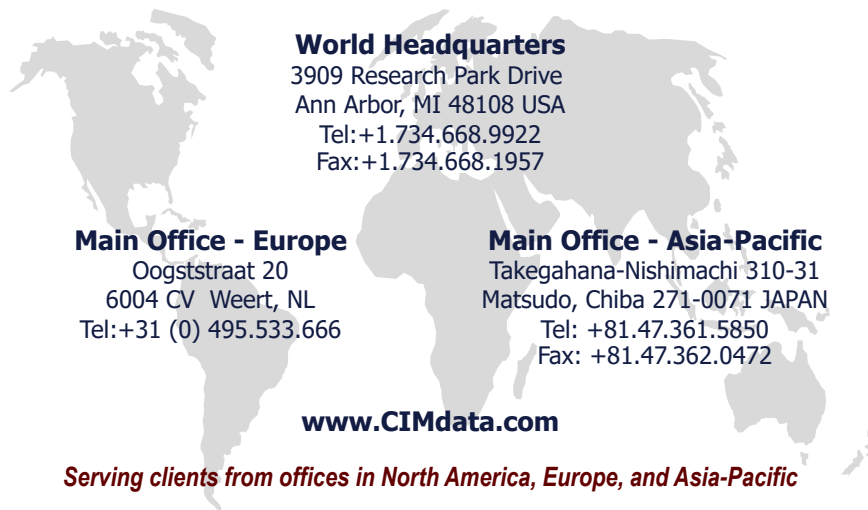 World Headquarters
3909 Research Park Drive
Ann Arbor, MI 48108 USA
Tel:+1.734.668.9922
Fax:+1.734.668.1957
Main Office - Europe
Oogststraat 20
6004 CV  Weert, NL
Tel:+31 (0) 495.533.666
Main Office - Asia-Pacific
Takegahana-Nishimachi 310-31
Matsudo, Chiba 271-0071 JAPAN
Tel: +81.47.361.5850
Fax: +81.47.362.0472
www.CIMdata.com
Serving clients from offices in North America, Europe, and Asia-Pacific